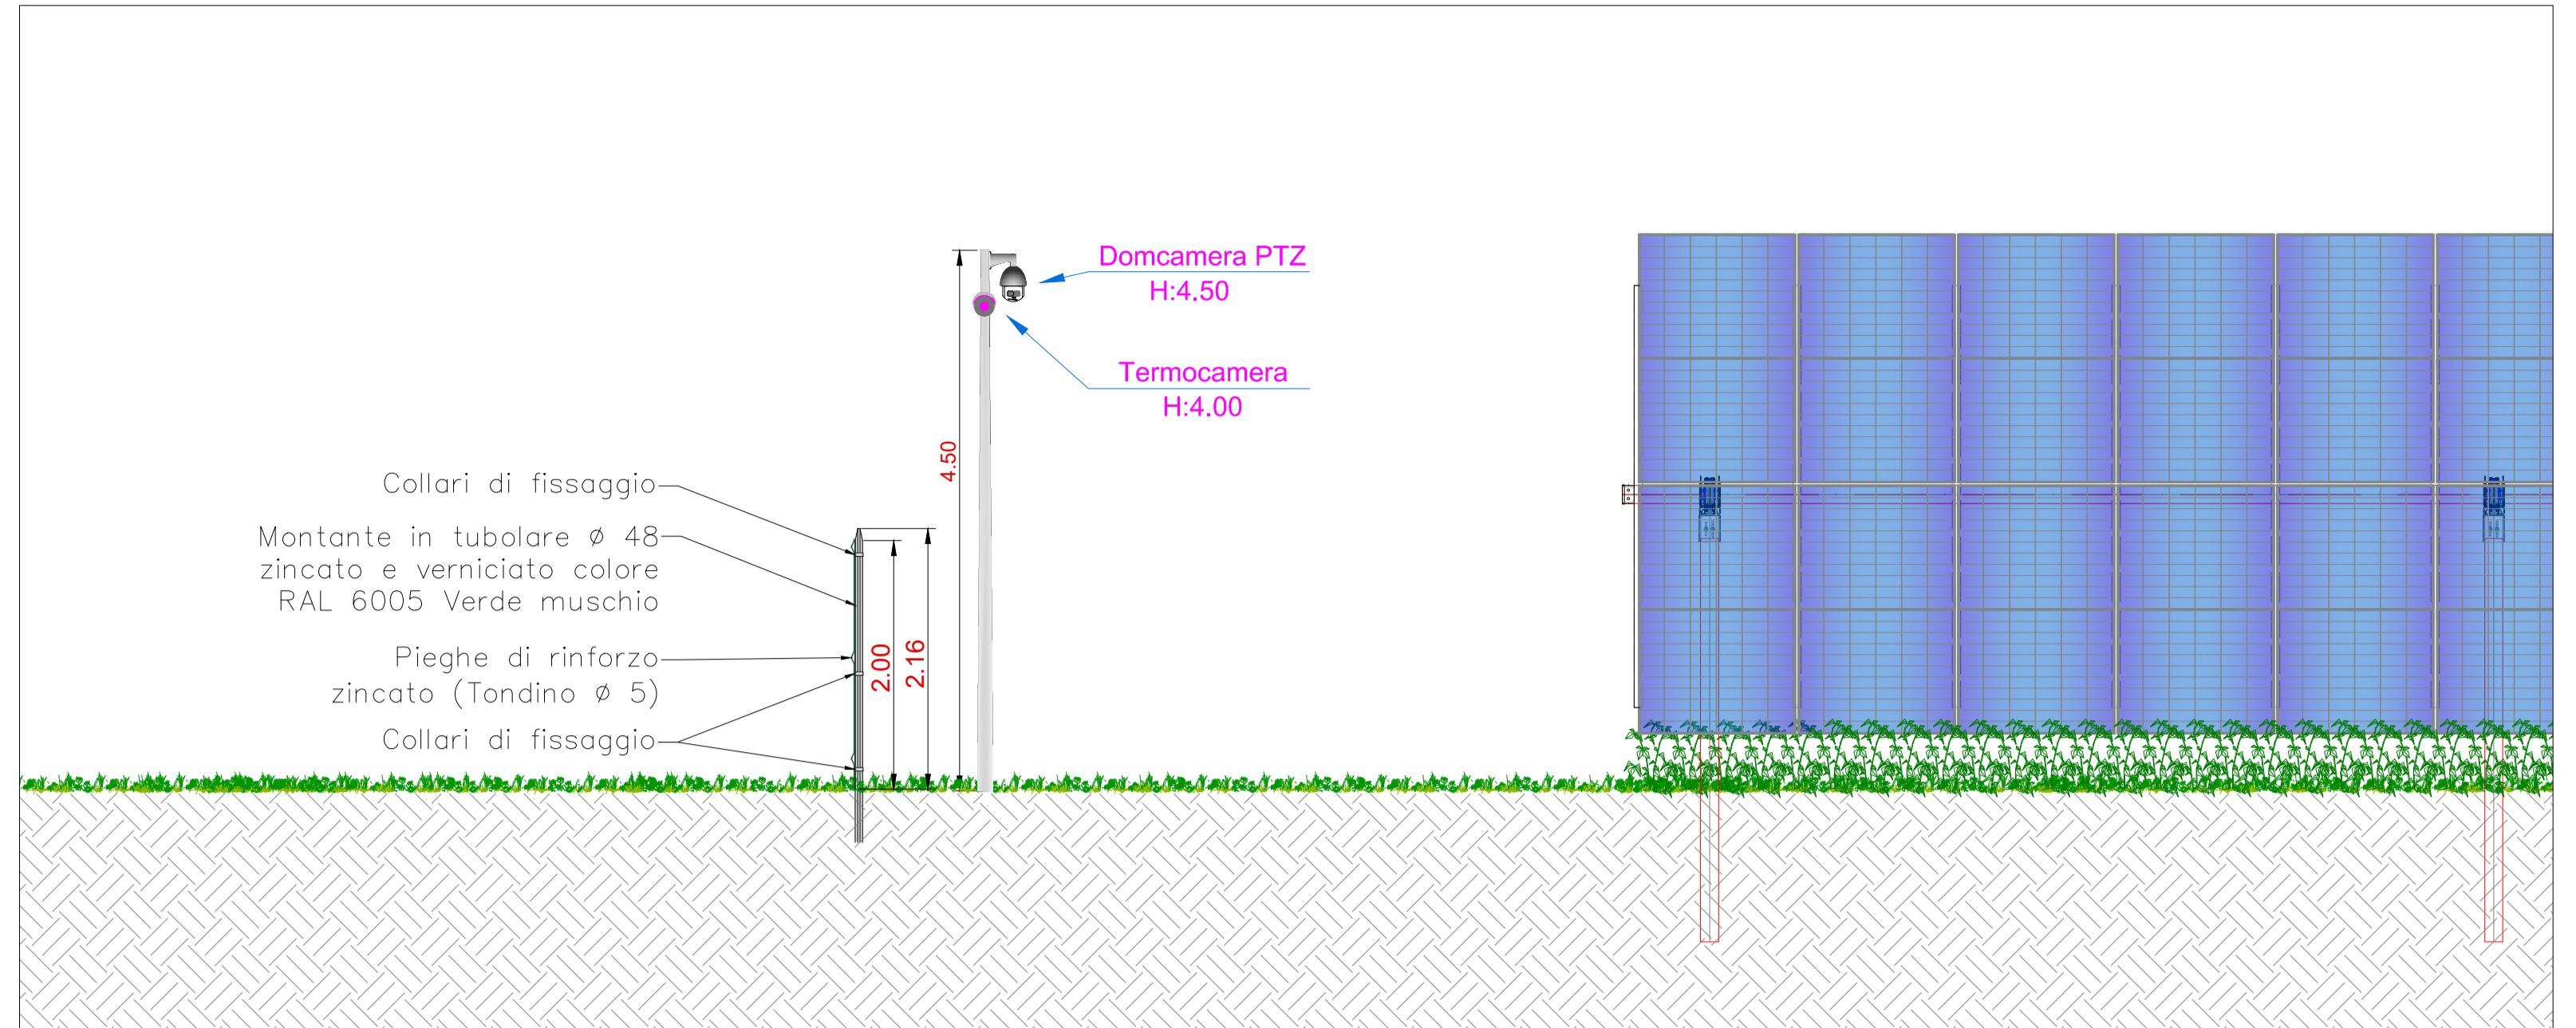 Domcamera PTZ
H:4.50
Termocamera
H:4.00
4.50
Collari di fissaggio
Montante in tubolare ϕ 48
zincato e verniciato colore
RAL 6005 Verde muschio
Pieghe di rinforzo
zincato (Tondino ϕ 5)
Collari di fissaggio
2.00
2.16